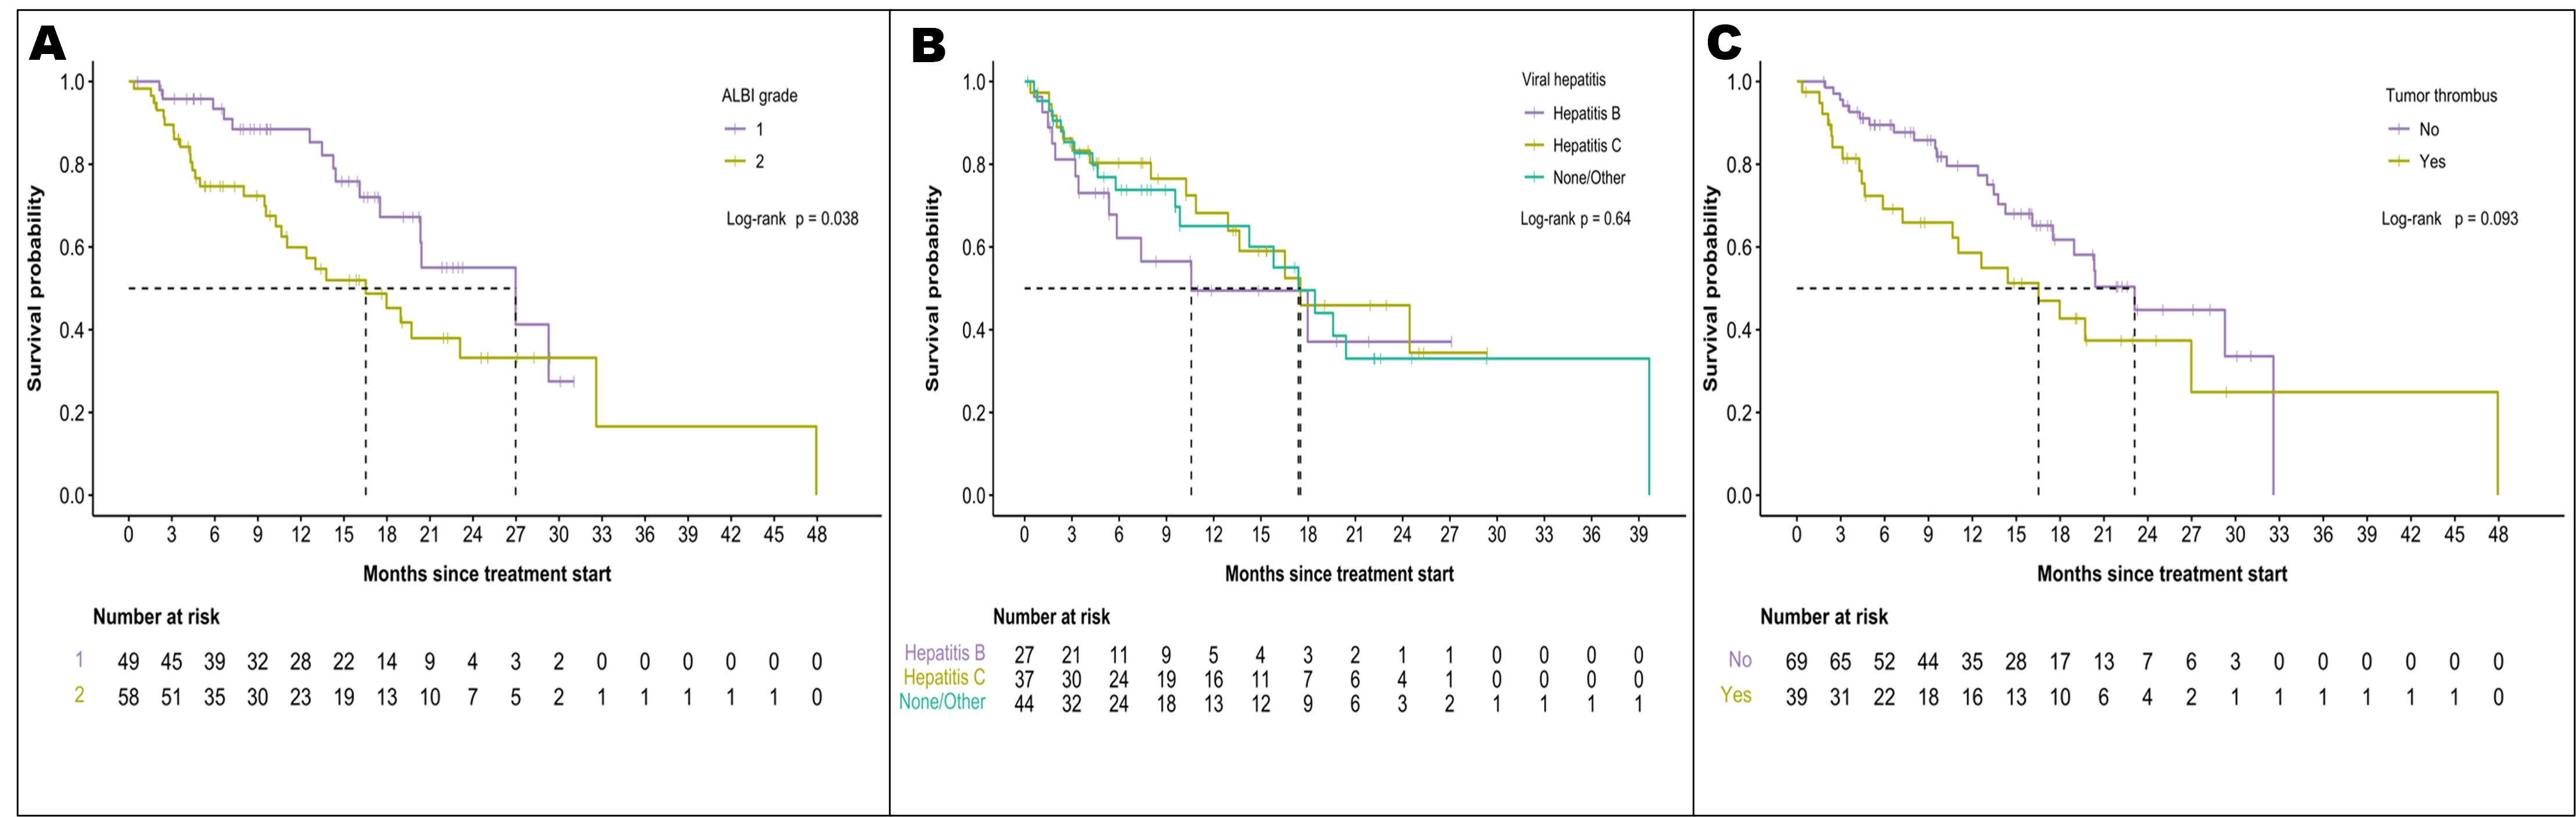 A
1.0
0.8
0.6
0.4
0.2
0.0
Survival probability
ALBI grade
1
2
Log-rank p = 0.038
0 3 6 9 12 15 18 21 24 27 30 33 36 39 42 45 48
Months since treatment start
Number at risk
1 49 45 39 32 28 22 14 9 4 3 2 0 0 0 0 0 0
2 58 51 35 30 23 19 13 10 7 5 2 1 1 1 1 1 0
B
1.0
0.8
0.6
0.4
0.2
0.0
Survival probability
Viral hepatitis
Hepatitis B
Hepatitis C
None/Other
Log-rank p = 0.64
0 3 6 9 12 15 18 21 24 27 30 33 36 39
Months since treatment start
Number at risk
Hepatitis B 27 21 11 9 5 4 3 2 1 1 0 0 0 0
Hepatitis C 37 30 24 19 16 11 7 6 4 1 0 0 0 0
None/Other 44 32 24 18 13 12 9 6 3 2 1 1 1 1
C
1.0
0.8
0.6
0.4
0.2
0.0
Survival probability
Tumor thrombus
No
Yes
Log-rank p = 0.093
0 3 6 9 12 15 18 21 24 27 30 33 36 39 42 45 48
Months since treatment start
Number at risk
No 69 65 52 44 35 28 17 13 7 6 3 0 0 0 0 0 0
Yes 39 31 22 18 16 13 10 6 4 2 1 1 1 1 1 1 0